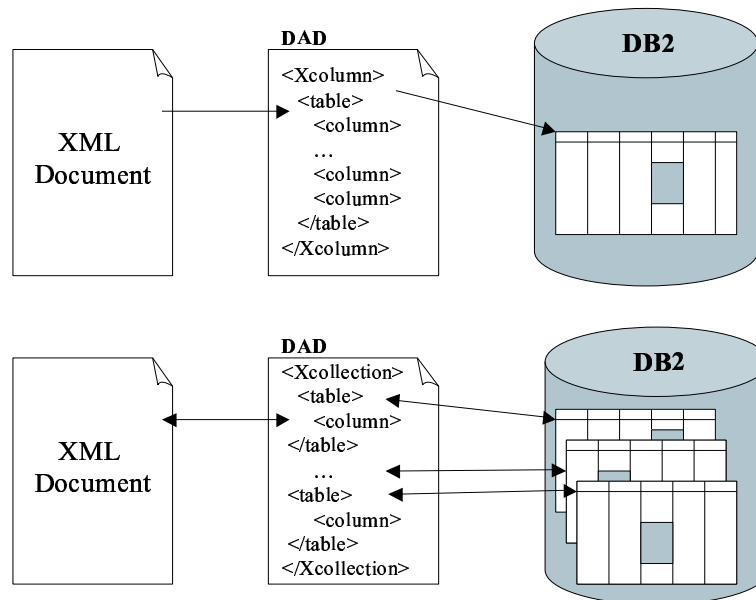 DAD
DB2
<Xcolumn>
<table>
<column>
...
<column>
<column>
</table>
</Xcolumn>
XML
Document
DAD
DB2
<Xcollection>
<table>
<column>
</table>
...
<table>
<column>
</table>
</Xcollection>
XML
Document